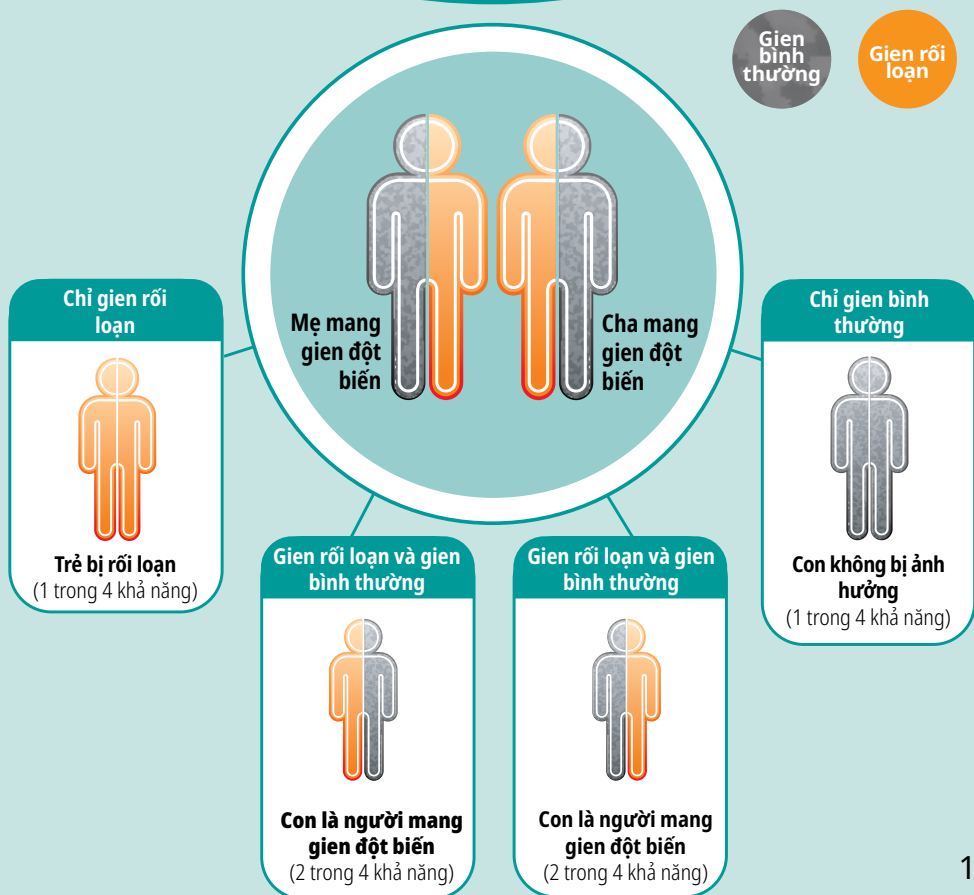 Gien
bình
thường
Gien rối
loạn
Mẹ mang
gien đột
biến
Cha mang
gien đột
biến
Chỉ gien rối
loạn
Trẻ bị rối loạn
(1 trong 4 khả năng)
Gien rối loạn và gien
bình thường
Con là người mang
gien đột biến
(2 trong 4 khả năng)
Gien rối loạn và gien
bình thường
Con là người mang
gien đột biến
(2 trong 4 khả năng)
Chỉ gien bình
thường
Con không bị ảnh
hưởng
(1 trong 4 khả năng)
1